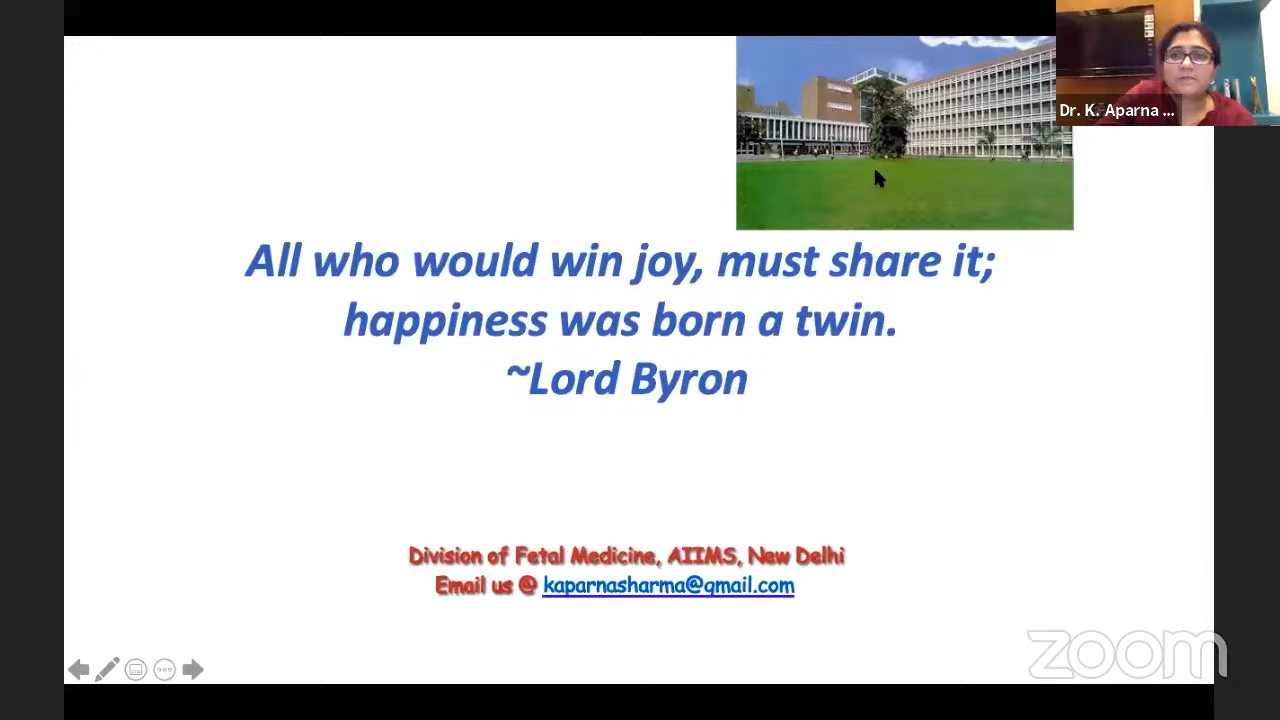 Dr. K. Aparna ...
All who would win joy, must share it;
happiness was born a twin.
~Lord Byron
Division of Fetal Medicine, AIIMS, New Delhi
Email us @ kaparnasharma@gmail.com
zoom